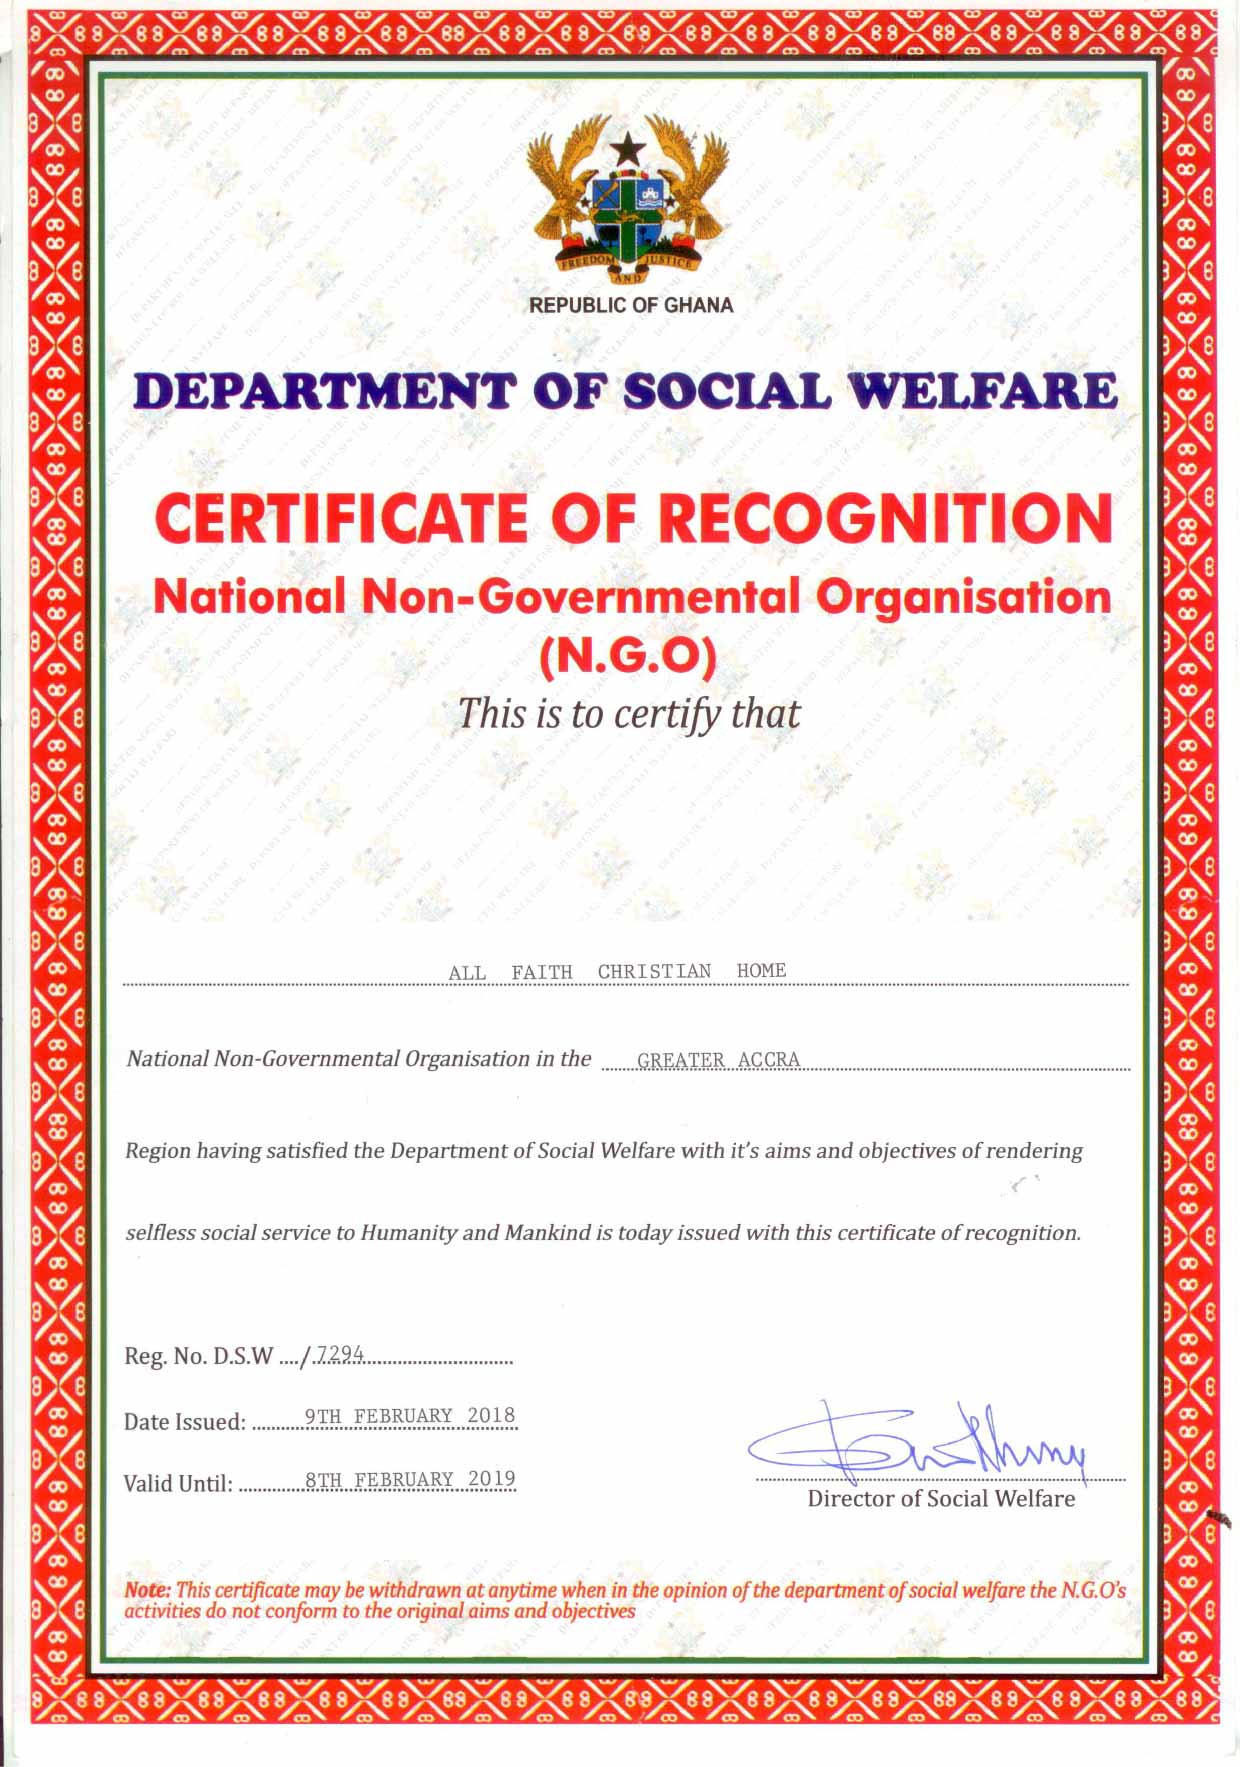 FREEDOM AND JUSTICE
REPUBLIC OF GHANA
DEPARTMENT OF SOCIAL WELFARE
CERTIFICATE OF RECOGNITION
National Non-Governmental Organisation
(N.G.O)
This is to certify that
ALL FAITH CHRISTIAN HOME
National Non-Governmental Organisation in the GREATER ACCRA
Region having satisfied the Department of Social Welfare with it's aims and objectives of rendering
selfless social service to Humanity and Mankind is today issued with this certificate of recognition.
Reg. No. D.S.W ..../.7294
Date Issued: 9TH FEBRUARY 2018
Valid Until: 8TH FEBRUARY 2019
Director of Social Welfare
Note: This certificate may be withdrawn at anytime when in the opinion of the department of social welfare the N.G.O's
activities do not conform to the original aims and objectives